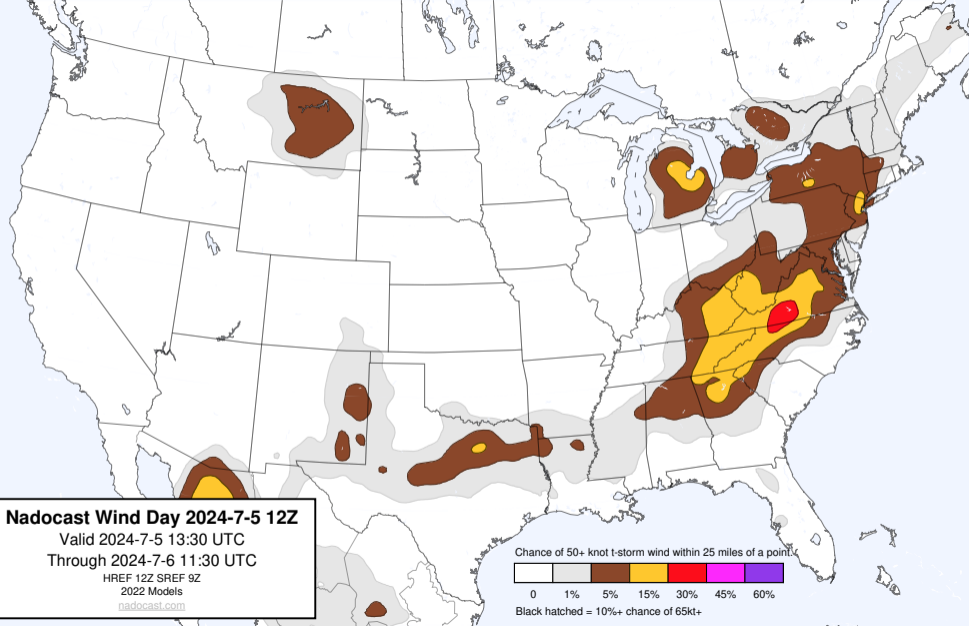 Nadocast Wind Day 2024-7-5 12Z
Valid 2024-7-5 13:30 UTC
Through 2024-7-6 11:30 UTC
HREF 12Z SREF 9Z
2022 Models
nadocast.com
Chance of 50+ knot t-storm wind within 25 miles of a point.
0 1% 5% 15% 30% 45% 60%
Black hatched = 10%+ chance of 65kt+